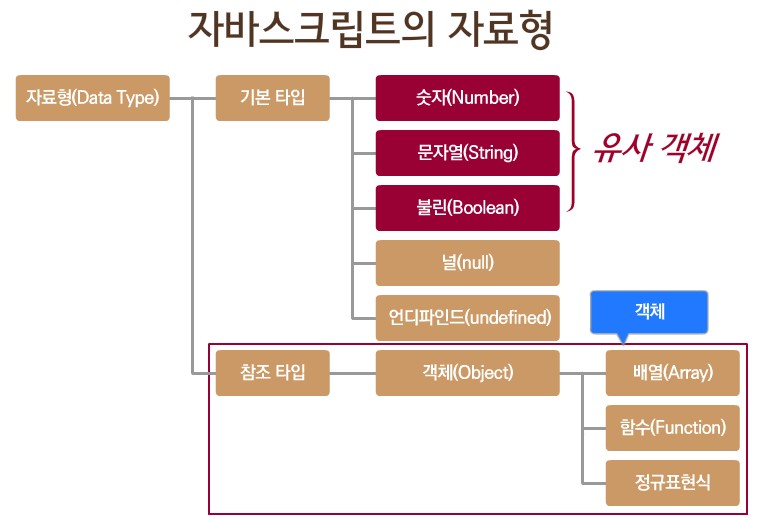 자바스크립트의 자료형
자료형(Data Type)
기본 타입
숫자(Number)
문자열(String)
불린(Boolean)
유사 객체
널(null)
언디파인드(undefined)
객체
참조 타입
객체(Object)
배열(Array)
함수(Function)
정규표현식